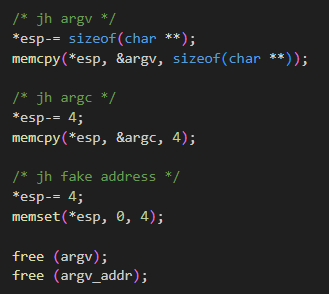 /* jh argv */
*esp-= sizeof(char **);
memcpy(*esp, &argv, sizeof(char **));
/* jh argc */
*esp-= 4;
memcpy(*esp, &argc, 4);
/* jh fake address */
*esp-= 4;
memset(*esp, 0, 4);
free (argv);
free (argv_addr);